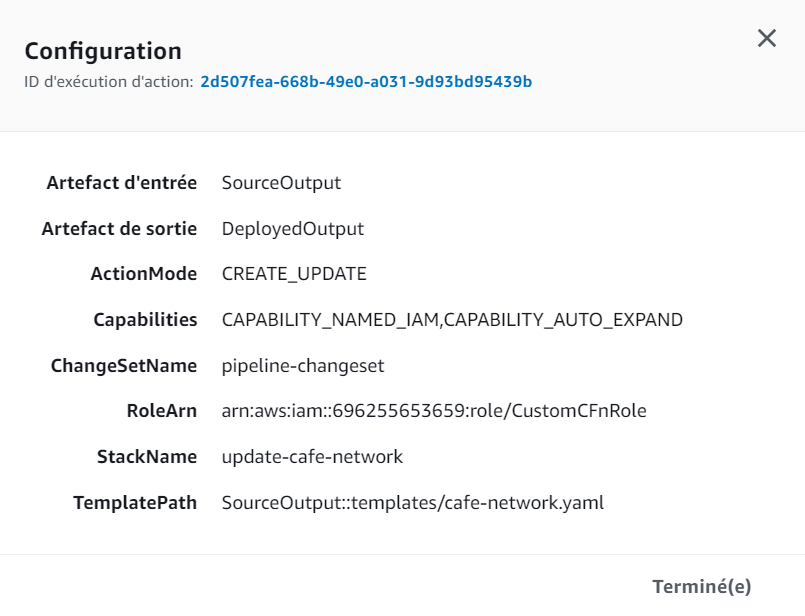 Configuration
ID d'exécution d'action: 2d507fea-668b-49e0-a031-9d93bd95439b
Artefact d'entrée SourceOutput
Artefact de sortie DeployedOutput
ActionMode CREATE_UPDATE
Capabilities CAPABILITY_NAMED_IAM,CAPABILITY_AUTO_EXPAND
ChangeSetName pipeline-changeset
RoleArn arn:aws:iam::696255653659:role/CustomCFnRole
StackName update-cafe-network
TemplatePath SourceOutput::templates/cafe-network.yaml
Terminé(e)